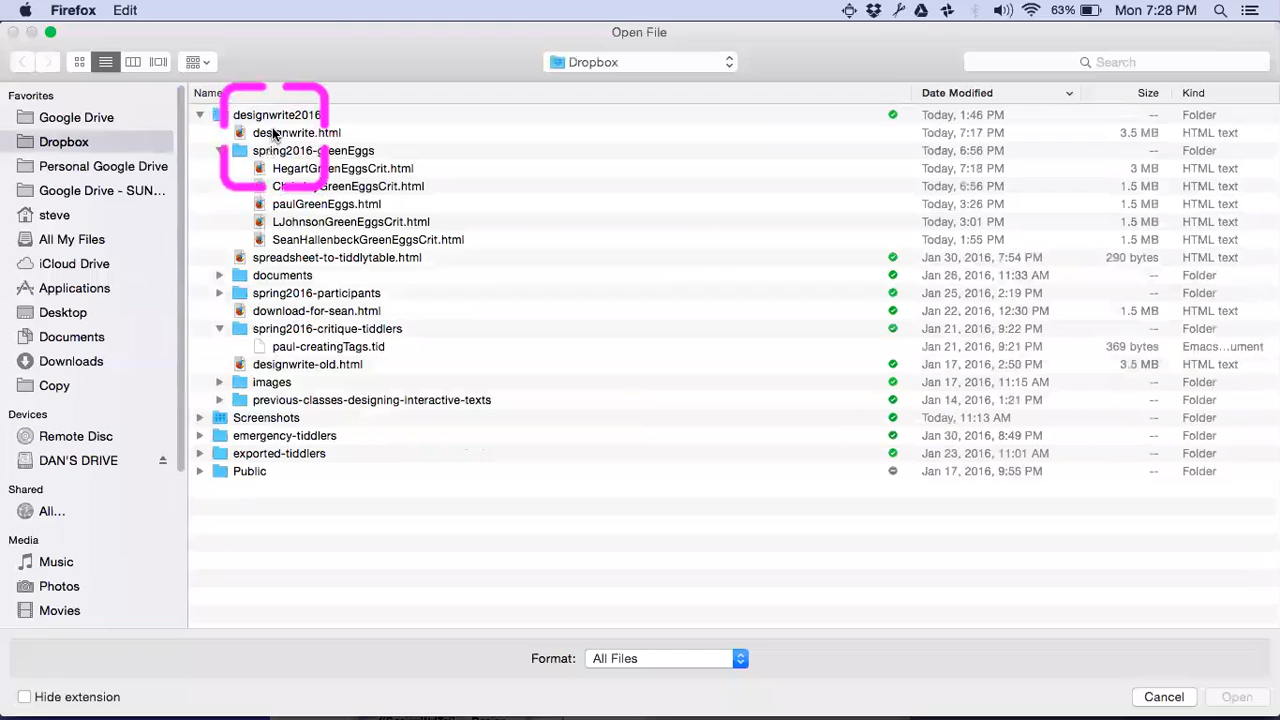 Firefox Edit 63% Mon 7:28 PM
Open File
Dropbox Search
Favorites
Google Drive
Dropbox
Personal Google Drive
Google Drive - SUN...
steve
All My Files
iCloud Drive
Applications
Desktop
Documents
Downloads
Copy
Devices
Remote Disc
DAN'S DRIVE
Shared
All...
Media
Music
Photos
Movies
Name Date Modified Size Kind
designwrite2016 Today, 1:46 PM -- Folder
designwrite.html Today, 7:17 PM 3.5 MB HTML text
spring2016-greenEggs Today, 6:56 PM -- Folder
HegartGreenEggsCrit.html Today, 7:18 PM 3 MB HTML text
Today, 6:56 PM 1.5 MB HTML text
paulGreenEggs.html Today, 3:26 PM 1.5 MB HTML text
LJohnsonGreenEggsCrit.html Today, 3:01 PM 1.5 MB HTML text
SeanHallenbeckGreenEggsCrit.html Today, 1:55 PM 1.5 MB HTML text
spreadsheet-to-tiddlytable.html Jan 30, 2016, 7:54 PM 290 bytes HTML text
documents Jan 26, 2016, 11:33 AM -- Folder
spring2016-participants Jan 25, 2016, 2:19 PM -- Folder
download-for-sean.html Jan 22, 2016, 12:30 PM 1.5 MB HTML text
spring2016-critique-tiddlers Jan 21, 2016, 9:22 PM -- Folder
paul-creatingTags.tid Jan 21, 2016, 9:21 PM 369 bytes Emacs...ument
designwrite-old.html Jan 17, 2016, 2:50 PM 3.5 MB HTML text
images Jan 17, 2016, 11:15 AM -- Folder
previous-classes-designing-interactive-texts Jan 14, 2016, 1:21 PM -- Folder
Screenshots Today, 11:13 AM -- Folder
emergency-tiddlers Jan 30, 2016, 8:49 PM -- Folder
exported-tiddlers Jan 23, 2016, 11:01 AM -- Folder
Public Jan 17, 2016, 9:55 PM -- Folder
Format: All Files
Hide extension Cancel Open